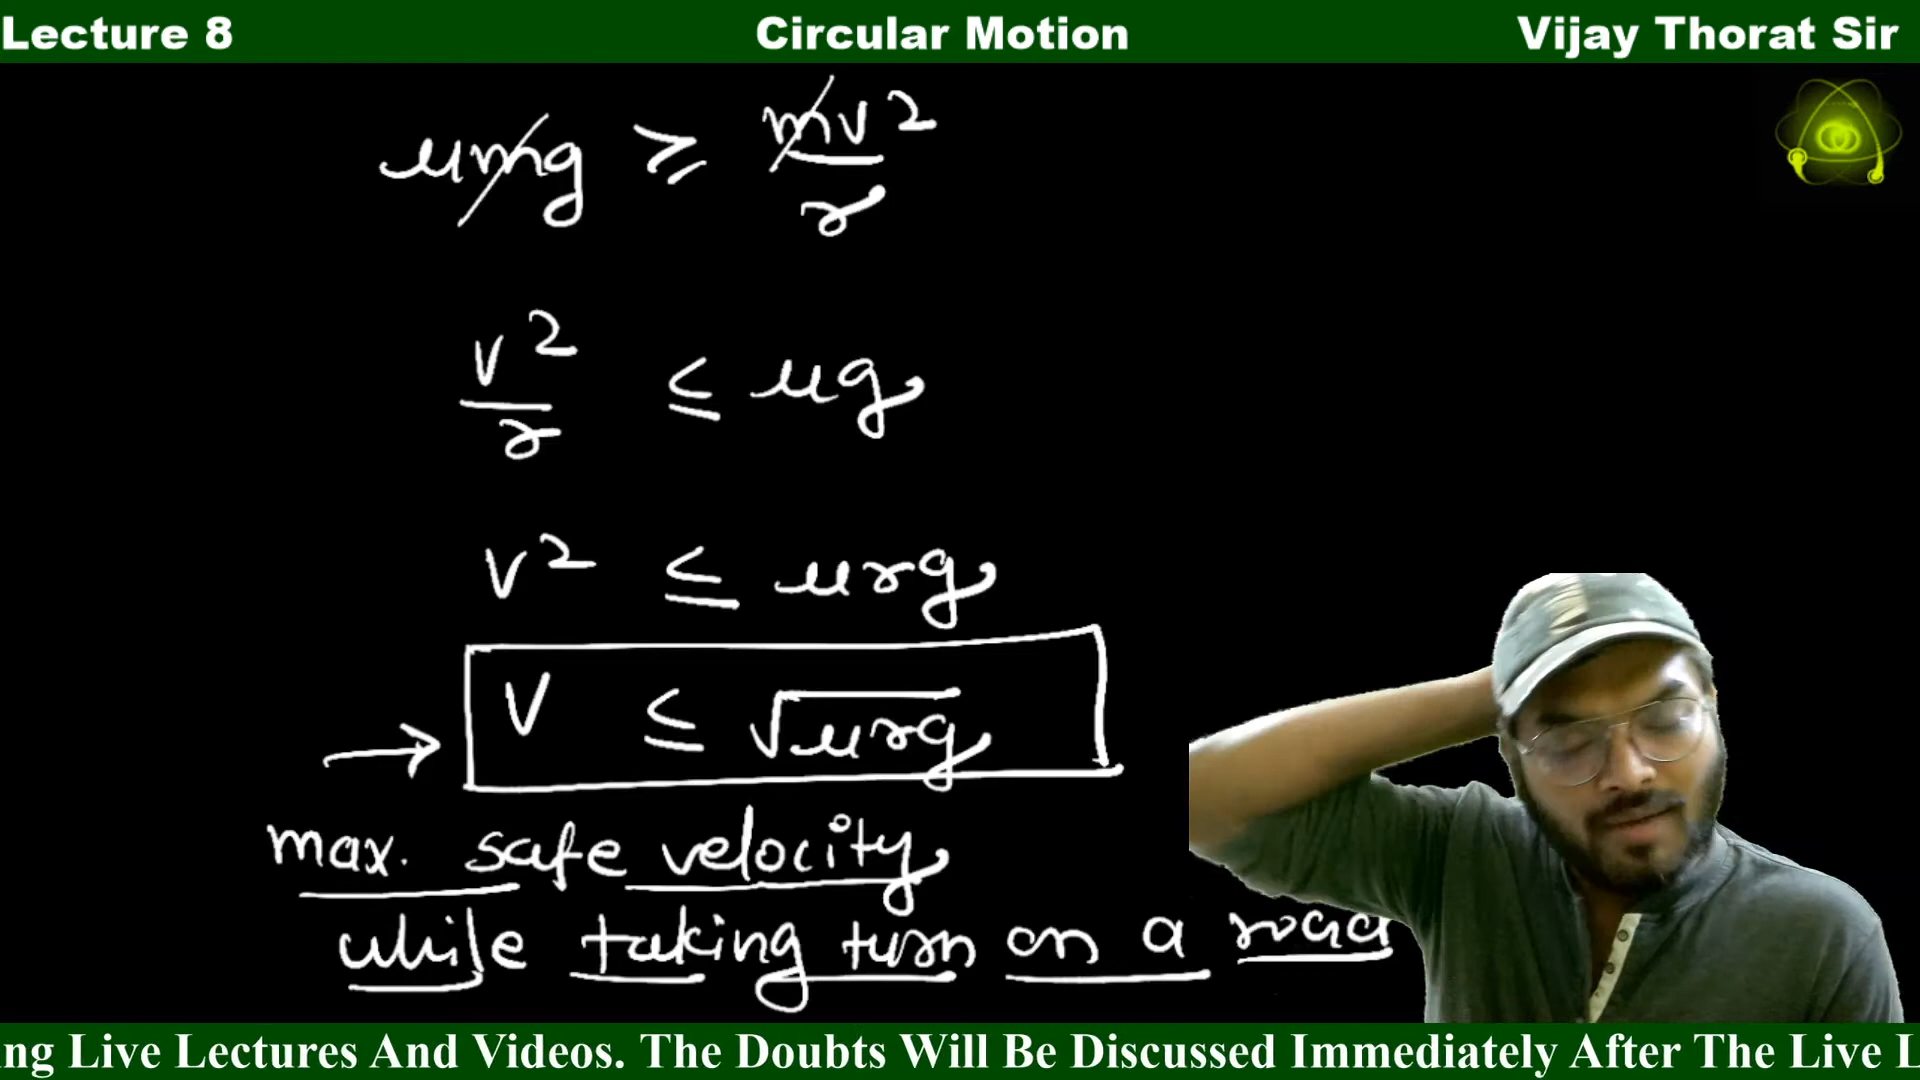 Lecture 8 Circular Motion Vijay Thorat Sir
μmg ≥ mv²/r
v²/r ≤ μg
v² ≤ μrg
→ v ≤ √μrg
max. safe velocity
while taking turn on a road
ng Live Lectures And Videos. The Doubts Will Be Discussed Immediately After The Live L